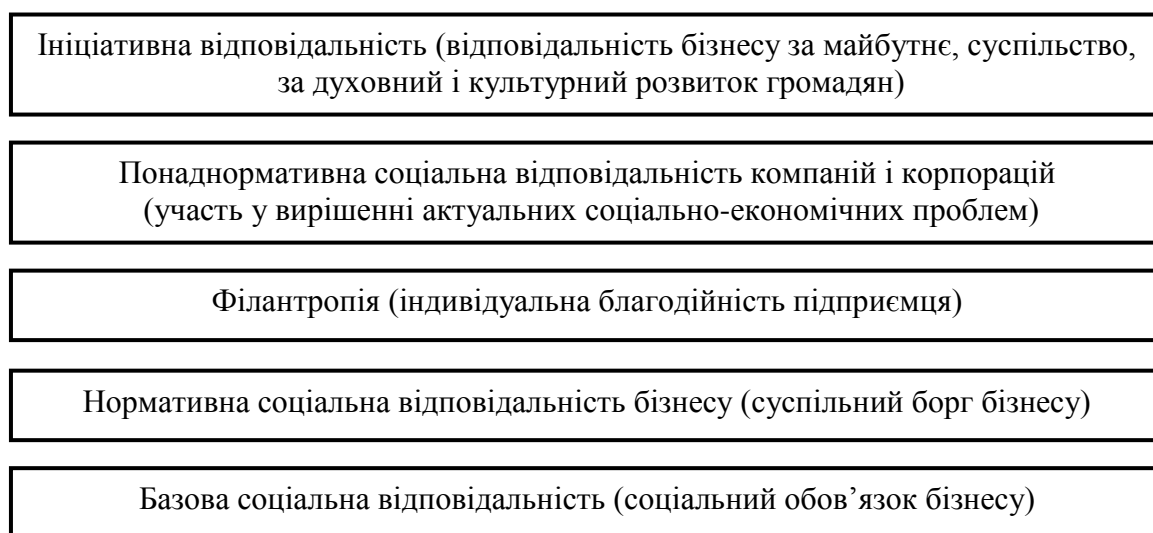 Ініціативна відповідальність (відповідальність бізнесу за майбутнє, суспільство,
за духовний і культурний розвиток громадян)
Понаднормативна соціальна відповідальність компаній і корпорацій
(участь у вирішенні актуальних соціально-економічних проблем)
Філантропія (індивідуальна благодійність підприємця)
Нормативна соціальна відповідальність бізнесу (суспільний борг бізнесу)
Базова соціальна відповідальність (соціальний обов’язок бізнесу)